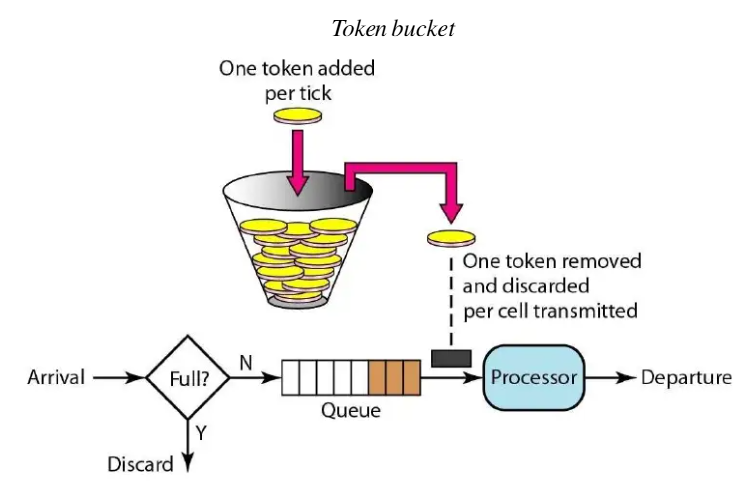 Token bucket
One token added
per tick
One token removed
and discarded
per cell transmitted
Arrival
Full?
N
Queue
Processor
Departure
Y
Discard